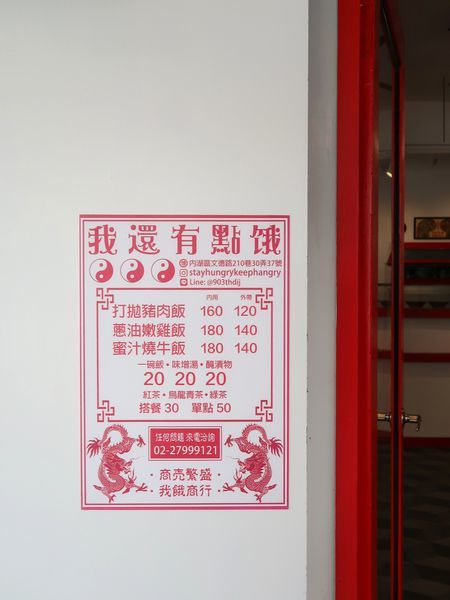 我還有點饿
內湖區文德路210巷30弄37號
stayhungrykeephangry
Line: @903thdij
內用 外帶
打拋豬肉飯 160 120
蔥油嫩雞飯 180 140
蜜汁燒牛飯 180 140
一碗飯•味增湯•醃漬物
20 20 20
紅茶•烏龍青茶•綠茶
搭餐 30 單點 50
任何問題 來電洽詢
02-27999121
·商売繁盛·
·我餓商行·